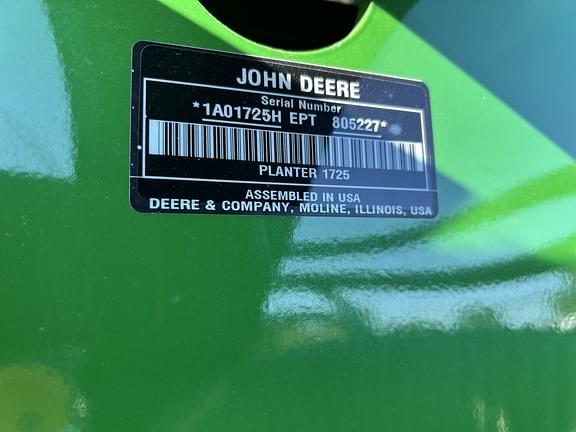 JOHN DEERE
Serial Number
*1A01725H EPT 805227*
PLANTER 1725
ASSEMBLED IN USA
DEERE & COMPANY, MOLINE, ILLINOIS, USA